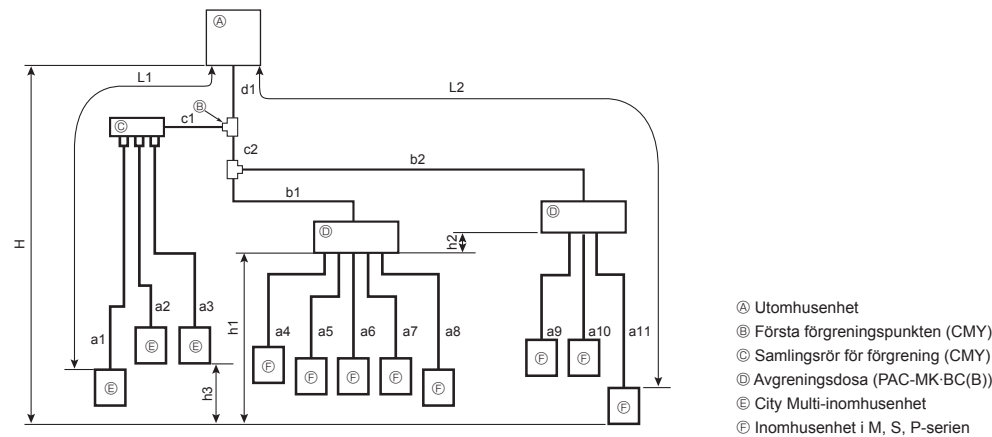 Ⓐ
L1
d1
L2
Ⓑ
Ⓒ
c1
c2
b2
b1
Ⓓ
Ⓓ
H
h2
h1
a1
a2
a3
a4
a5
a6
a7
a8
a9
a10
a11
h3
Ⓔ
Ⓔ
Ⓔ
Ⓕ
Ⓕ
Ⓕ
Ⓕ
Ⓕ
Ⓕ
Ⓕ
Ⓕ
Ⓐ Utomhusenhet
Ⓑ Första förgreningspunkten (CMY)
Ⓒ Samlingsrör för förgrening (CMY)
Ⓓ Avgreningsdosa (PAC-MK·BC(B))
Ⓔ City Multi-inomhusenhet
Ⓕ Inomhusenhet i M, S, P-serien